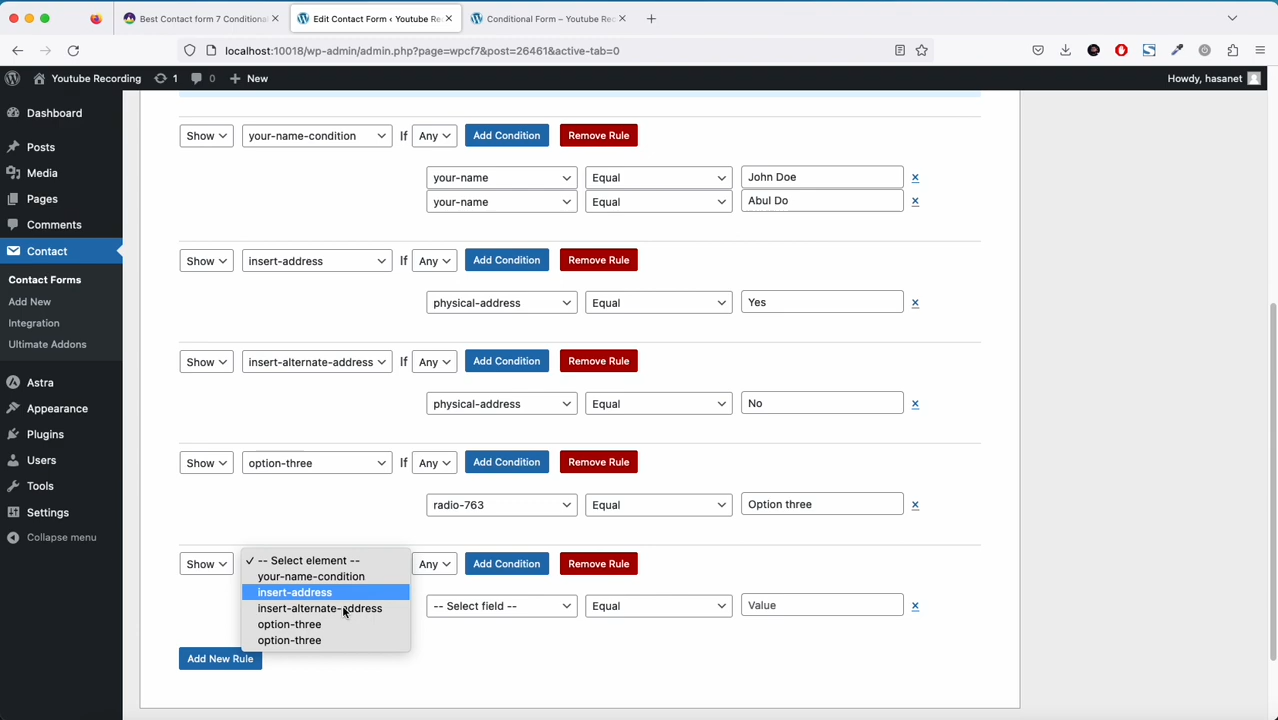 Best Contact form 7 Conditional
Edit Contact Form ‹ Youtube Re
Conditional Form – Youtube Rec
localhost:10018/wp-admin/admin.php?page=wpcf7&post=26461&active-tab=0
Youtube Recording 1 0 New Howdy, hasanet
Dashboard
Posts
Media
Pages
Comments
Contact
Contact Forms
Add New
Integration
Ultimate Addons
Astra
Appearance
Plugins
Users
Tools
Settings
Collapse menu
Show your-name-condition If Any Add Condition Remove Rule
your-name Equal John Doe ×
your-name Equal Abul Do ×
Show insert-address If Any Add Condition Remove Rule
physical-address Equal Yes ×
Show insert-alternate-address If Any Add Condition Remove Rule
physical-address Equal No ×
Show option-three If Any Add Condition Remove Rule
radio-763 Equal Option three ×
Show Any Add Condition Remove Rule
✓ -- Select element --
your-name-condition
insert-address
insert-alternate-address
option-three
option-three
-- Select field -- Equal Value ×
Add New Rule